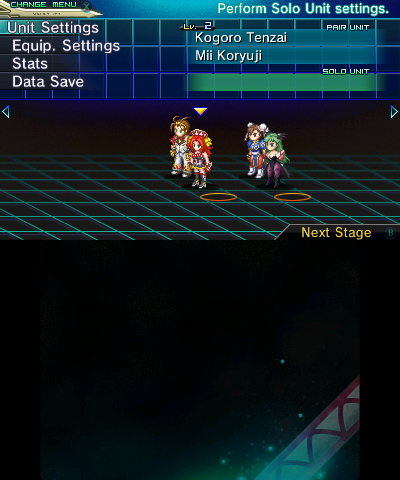 CHANGE MENU
Perform Solo Unit settings.
Unit Settings
Equip. Settings
Stats
Data Save
Lv. 2
PAIR UNIT
Kogoro Tenzai
Mii Koryuji
SOLO UNIT
Next Stage B